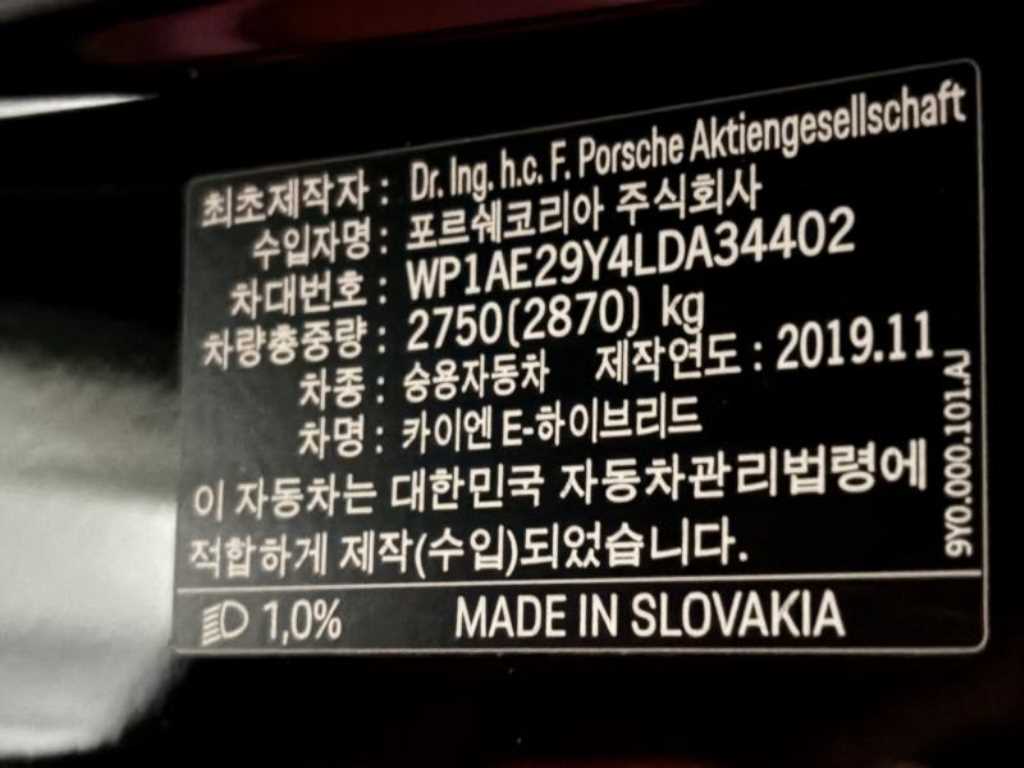 최초제작자 : Dr. Ing. h.c. F. Porsche Aktiengesellschaft
수입자명 : 포르쉐코리아 주식회사
차대번호 : WP1AE29Y4LDA34402
차량총중량 : 2750(2870) kg
차종 : 승용자동차 제작연도 : 2019.11
차명 : 카이엔 E-하이브리드
이 자동차는 대한민국 자동차관리법령에
적합하게 제작(수입)되었습니다.
9Y0.000.101.AJ
1,0% MADE IN SLOVAKIA